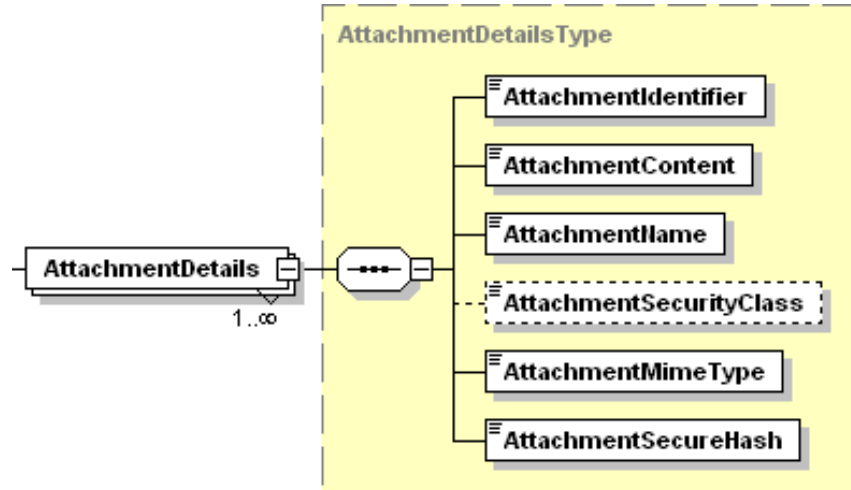 AttachmentDetailsType
AttachmentIdentifier
AttachmentContent
AttachmentName
AttachmentDetails
1..∞
AttachmentSecurityClass
AttachmentMimeType
AttachmentSecureHash